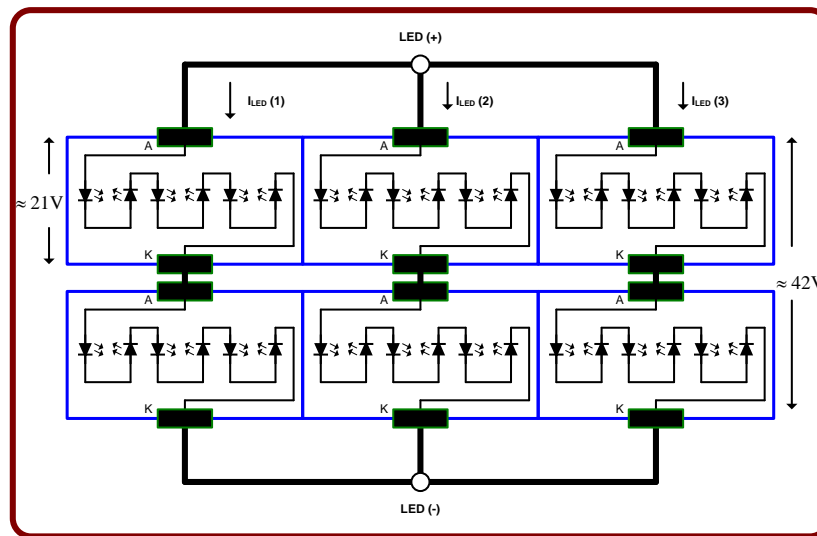 LED (+)
ILED (1)
ILED (2)
ILED (3)
A
A
A
≈ 21V
K
K
K
A
A
A
≈ 42V
K
K
K
LED (-)